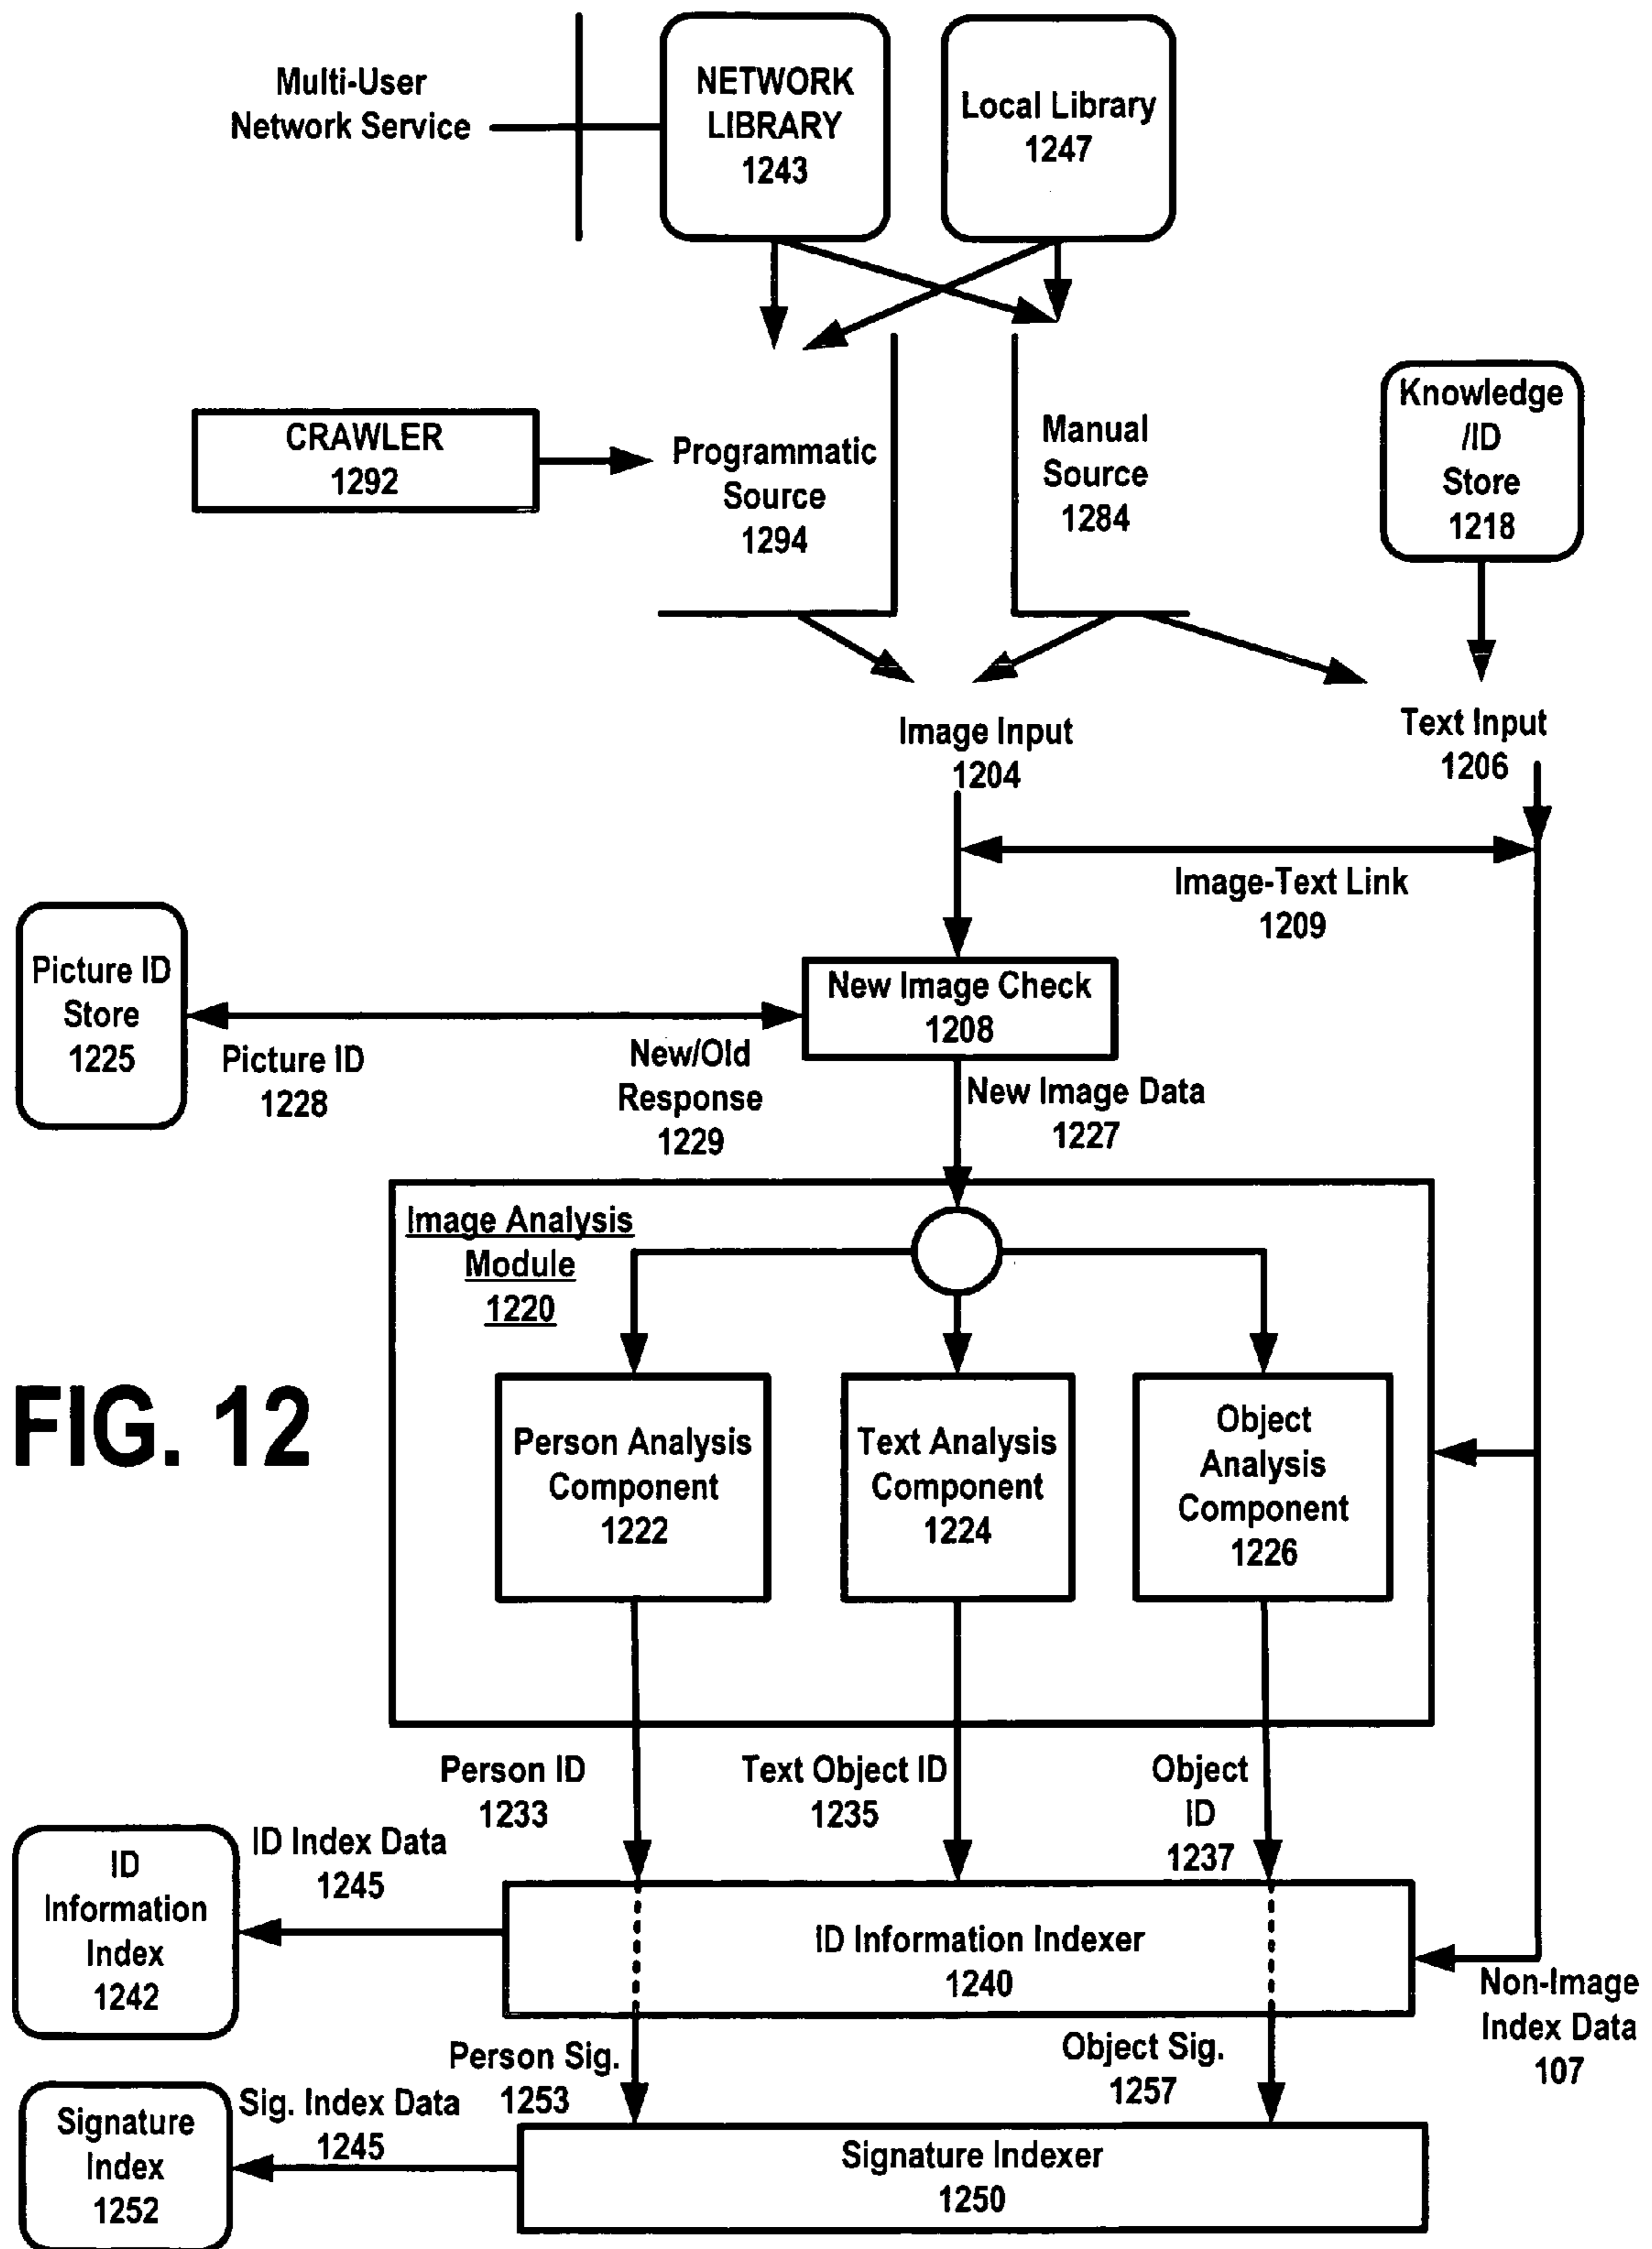 Multi-User
Network Service
NETWORK
LIBRARY
1243
Local Library
1247
CRAWLER
1292
Programmatic
Source
1294
Manual
Source
1284
Knowledge
/ID
Store
1218
Image Input
1204
Text Input
1206
Image-Text Link
1209
Picture ID
Store
1225
Picture ID
1228
New/Old
Response
1229
New Image Check
1208
New Image Data
1227
Image Analysis
Module
1220
FIG. 12
Person Analysis
Component
1222
Text Analysis
Component
1224
Object
Analysis
Component
1226
Person ID
1233
Text Object ID
1235
Object
ID
1237
ID
Information
Index
1242
ID Index Data
1245
ID Information Indexer
1240
Non-Image
Index Data
107
Person Sig.
1253
Object Sig.
1257
Signature
Index
1252
Sig. Index Data
1245
Signature Indexer
1250